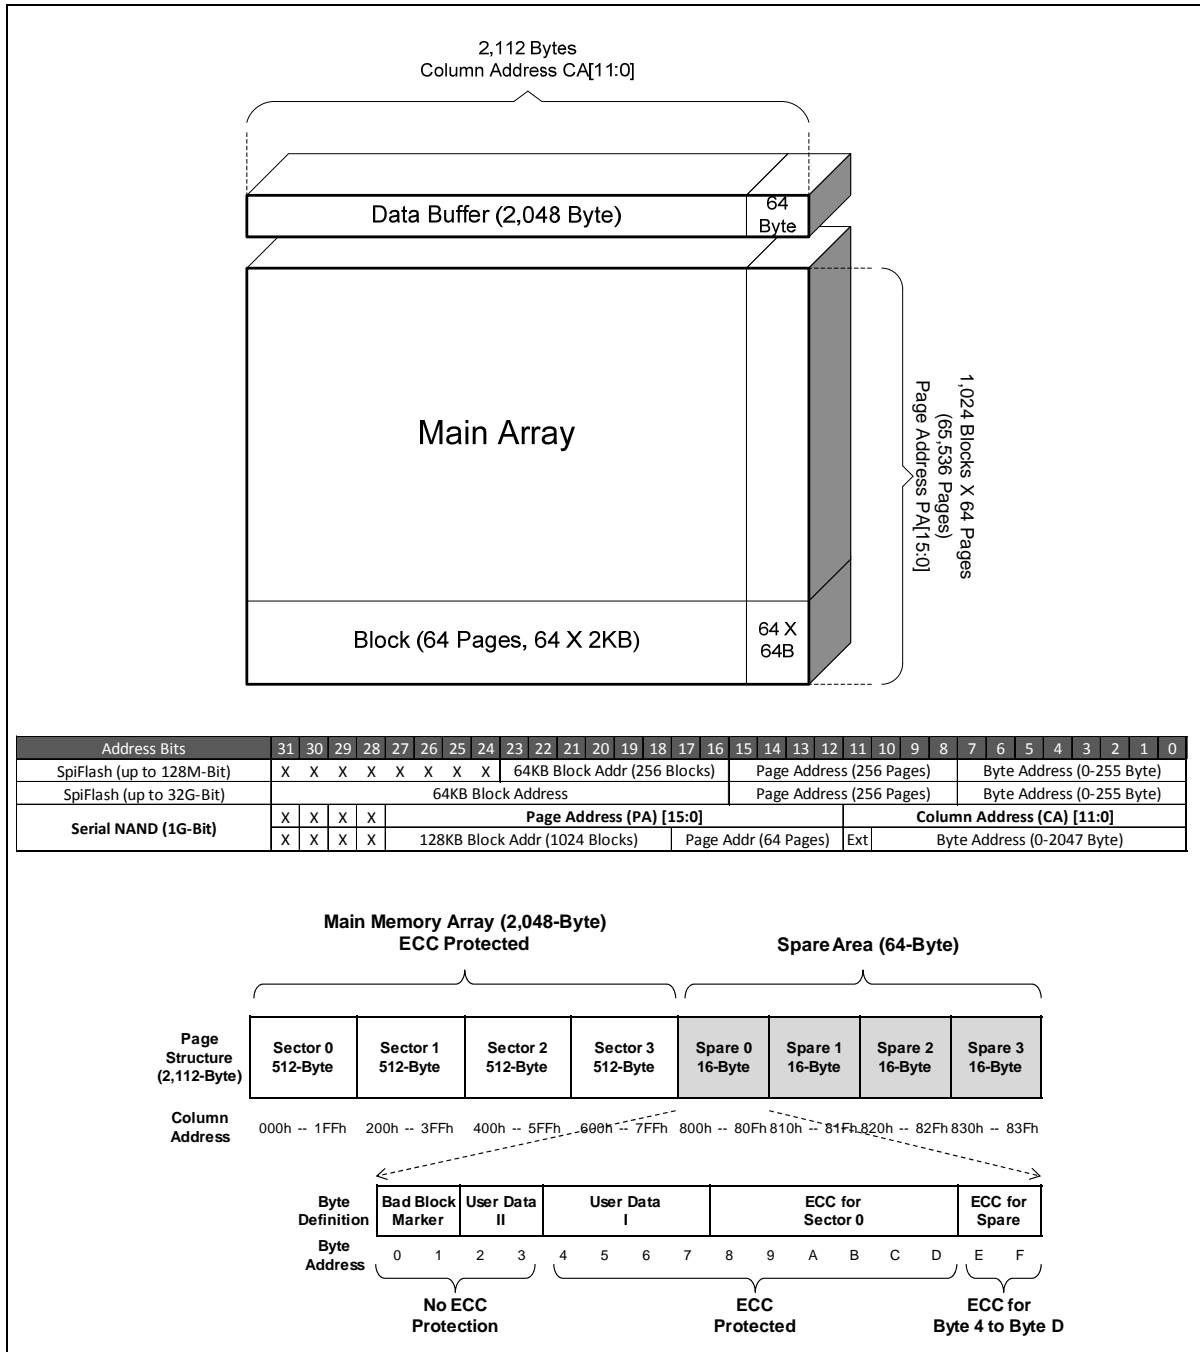 2,112 Bytes
Column Address CA[11:0]
Data Buffer (2,048 Byte)
64
Byte
Main Array
1,024 Blocks X 64 Pages
(65,536 Pages)
Page Address PA[15:0]
Block (64 Pages, 64 X 2KB)
64 X
64B
Address Bits 31 30 29 28 27 26 25 24 23 22 21 20 19 18 17 16 15 14 13 12 11 10 9 8 7 6 5 4 3 2 1 0
SpiFlash (up to 128M-Bit) X X X X X X X X 64KB Block Addr (256 Blocks) Page Address (256 Pages) Byte Address (0-255 Byte)
SpiFlash (up to 32G-Bit) 64KB Block Address Page Address (256 Pages) Byte Address (0-255 Byte)
Serial NAND (1G-Bit) X X X X Page Address (PA) [15:0] Column Address (CA) [11:0]
X X X X 128KB Block Addr (1024 Blocks) Page Addr (64 Pages) Ext Byte Address (0-2047 Byte)
Main Memory Array (2,048-Byte)
ECC Protected
Spare Area (64-Byte)
Page
Structure
(2,112-Byte)
Sector 0
512-Byte
Sector 1
512-Byte
Sector 2
512-Byte
Sector 3
512-Byte
Spare 0
16-Byte
Spare 1
16-Byte
Spare 2
16-Byte
Spare 3
16-Byte
Column
Address
000h -- 1FFh 200h -- 3FFh 400h -- 5FFh 600h -- 7FFh 800h -- 80Fh 810h -- 81Fh 820h -- 82Fh 830h -- 83Fh
Byte
Definition
Bad Block
Marker
User Data
II
User Data
I
ECC for
Sector 0
ECC for
Spare
Byte
Address
0 1 2 3 4 5 6 7 8 9 A B C D E F
No ECC
Protection
ECC
Protected
ECC for
Byte 4 to Byte D